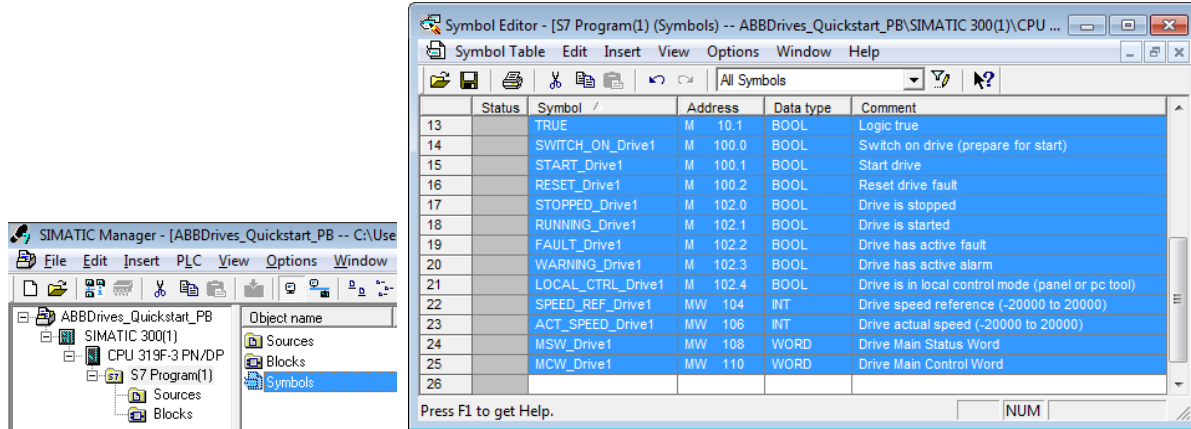 SIMATIC Manager - [ABBDrives_Quickstart_PB -- C:\Use
File Edit Insert PLC View Options Window
ABBDrives_Quickstart_PB
SIMATIC 300(1)
CPU 319F-3 PN/DP
S7 Program(1)
Sources
Blocks
Object name
Sources
Blocks
Symbols
Symbol Editor - [S7 Program(1) (Symbols) -- ABBDrives_Quickstart_PB\SIMATIC 300(1)\CPU ...
Symbol Table Edit Insert View Options Window Help
All Symbols
Status Symbol Address Data type Comment
13 TRUE M 10.1 BOOL Logic true
14 SWITCH_ON_Drive1 M 100.0 BOOL Switch on drive (prepare for start)
15 START_Drive1 M 100.1 BOOL Start drive
16 RESET_Drive1 M 100.2 BOOL Reset drive fault
17 STOPPED_Drive1 M 102.0 BOOL Drive is stopped
18 RUNNING_Drive1 M 102.1 BOOL Drive is started
19 FAULT_Drive1 M 102.2 BOOL Drive has active fault
20 WARNING_Drive1 M 102.3 BOOL Drive has active alarm
21 LOCAL_CTRL_Drive1 M 102.4 BOOL Drive is in local control mode (panel or pc tool)
22 SPEED_REF_Drive1 MW 104 INT Drive speed reference (-20000 to 20000)
23 ACT_SPEED_Drive1 MW 106 INT Drive actual speed (-20000 to 20000)
24 MSW_Drive1 MW 108 WORD Drive Main Status Word
25 MCW_Drive1 MW 110 WORD Drive Main Control Word
26
Press F1 to get Help.
NUM